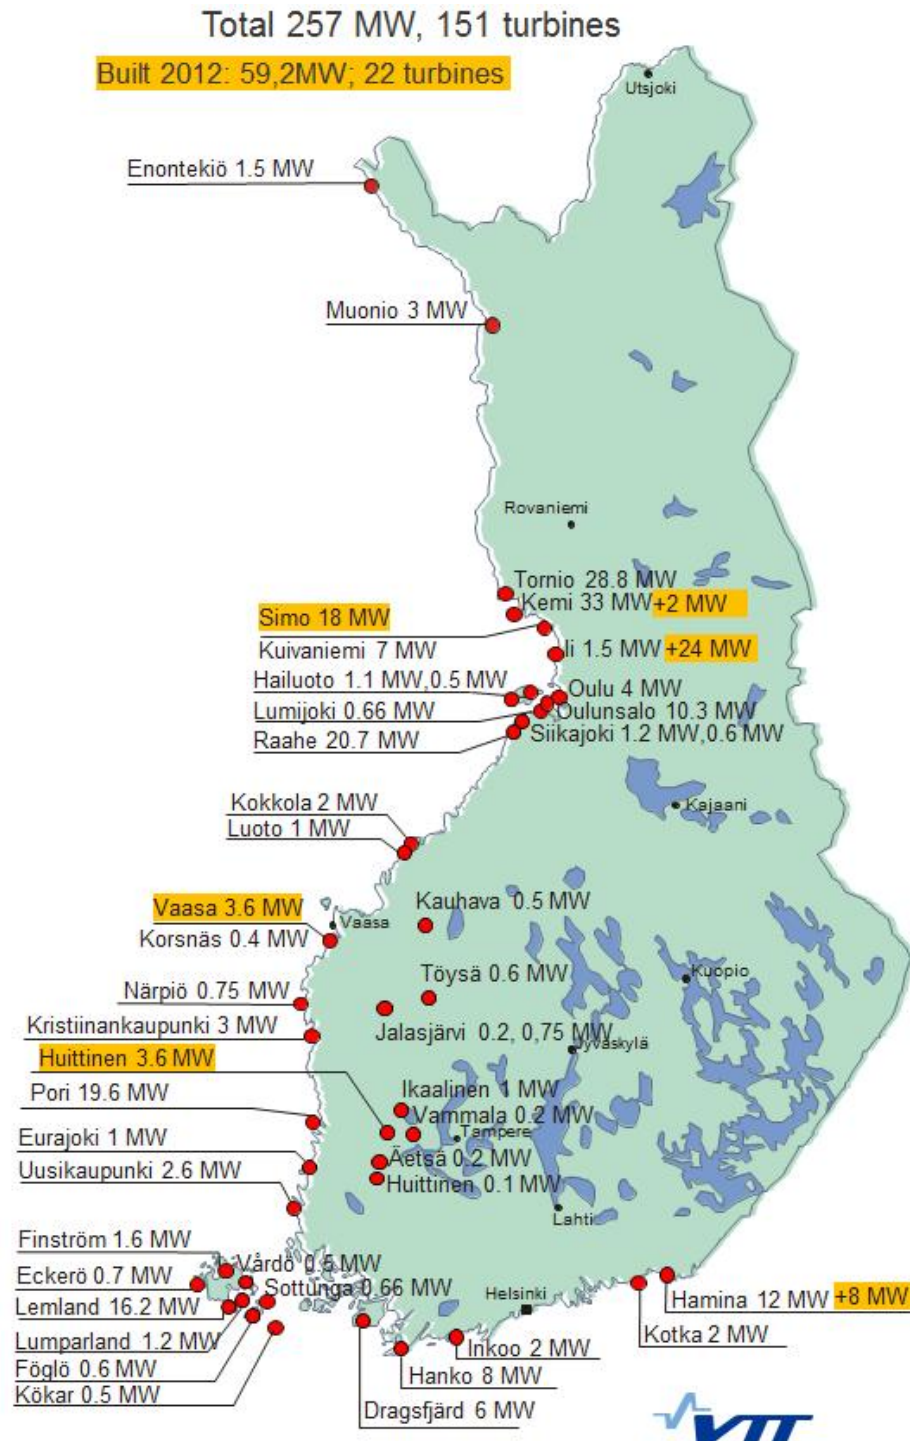 Total 257 MW, 151 turbines
Built 2012: 59,2MW; 22 turbines
Utsjoki
Enontekiö 1.5 MW
Muonio 3 MW
Rovaniemi
Tornio 28.8 MW
Kemi 33 MW +2 MW
Simo 18 MW
Kuivaniemi 7 MW
Ii 1.5 MW +24 MW
Hailuoto 1.1 MW,0.5 MW
Oulu 4 MW
Lumijoki 0.66 MW
Oulunsalo 10.3 MW
Raahe 20.7 MW
Siikajoki 1.2 MW,0.6 MW
Kokkola 2 MW
Kajaani
Luoto 1 MW
Vaasa 3.6 MW
Vaasa
Kauhava 0.5 MW
Korsnäs 0.4 MW
Töysä 0.6 MW
Kuopio
Närpiö 0.75 MW
Kristiinankaupunki 3 MW
Jalasjärvi 0.2, 0,75 MW
Jyväskylä
Huittinen 3.6 MW
Ikaalinen 1 MW
Pori 19.6 MW
Vammala 0.2 MW
Tampere
Eurajoki 1 MW
Äetsä 0.2 MW
Uusikaupunki 2.6 MW
Huittinen 0.1 MW
Lahti
Finström 1.6 MW
Vårdö 0.5 MW
Eckerö 0.7 MW
Sottunga 0.66 MW
Helsinki
Lemland 16.2 MW
Hamina 12 MW +8 MW
Lumparland 1.2 MW
Inkoo 2 MW
Kotka 2 MW
Föglö 0.6 MW
Hanko 8 MW
Kökar 0.5 MW
Dragsfjärd 6 MW
VTT